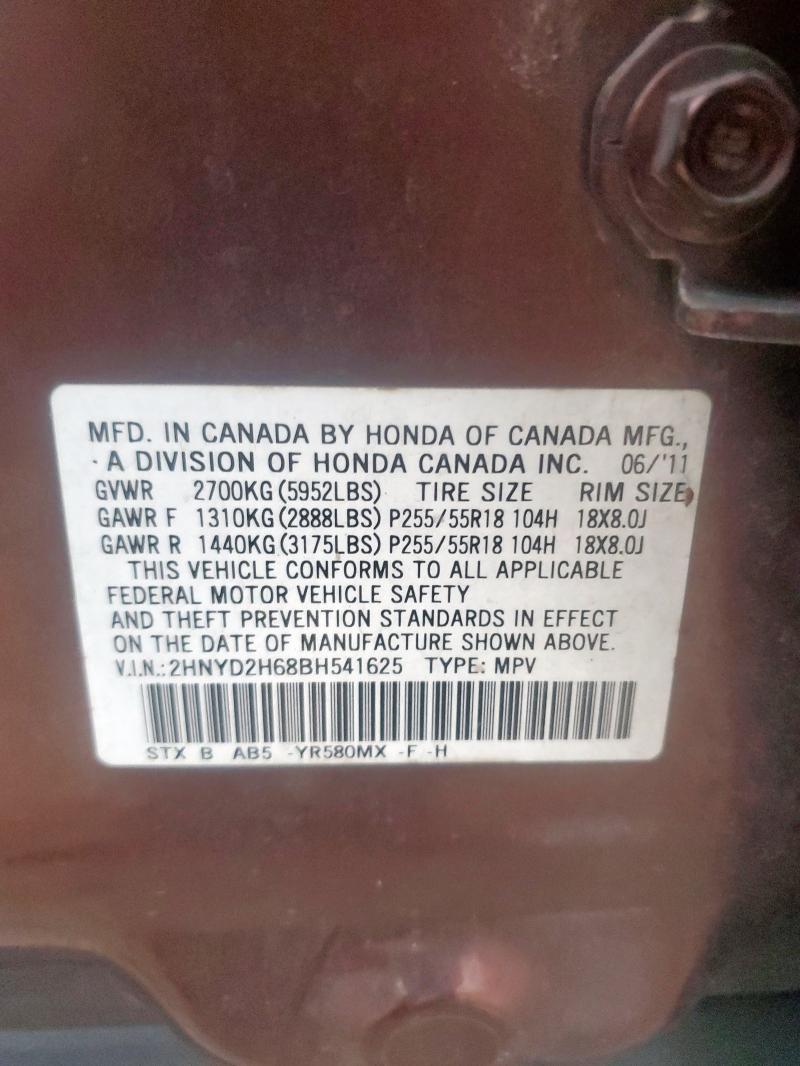 MFD. IN CANADA BY HONDA OF CANADA MFG.,
A DIVISION OF HONDA CANADA INC. 06/'11
GVWR 2700KG(5952LBS) TIRE SIZE RIM SIZE
GAWR F 1310KG(2888LBS) P255/55R18 104H 18X8.0J
GAWR R 1440KG(3175LBS) P255/55R18 104H 18X8.0J
THIS VEHICLE CONFORMS TO ALL APPLICABLE
FEDERAL MOTOR VEHICLE SAFETY
AND THEFT PREVENTION STANDARDS IN EFFECT
ON THE DATE OF MANUFACTURE SHOWN ABOVE.
V.I.N.:2HNYD2H68BH541625 TYPE: MPV
STX B AB5 -YR580MX -F -H